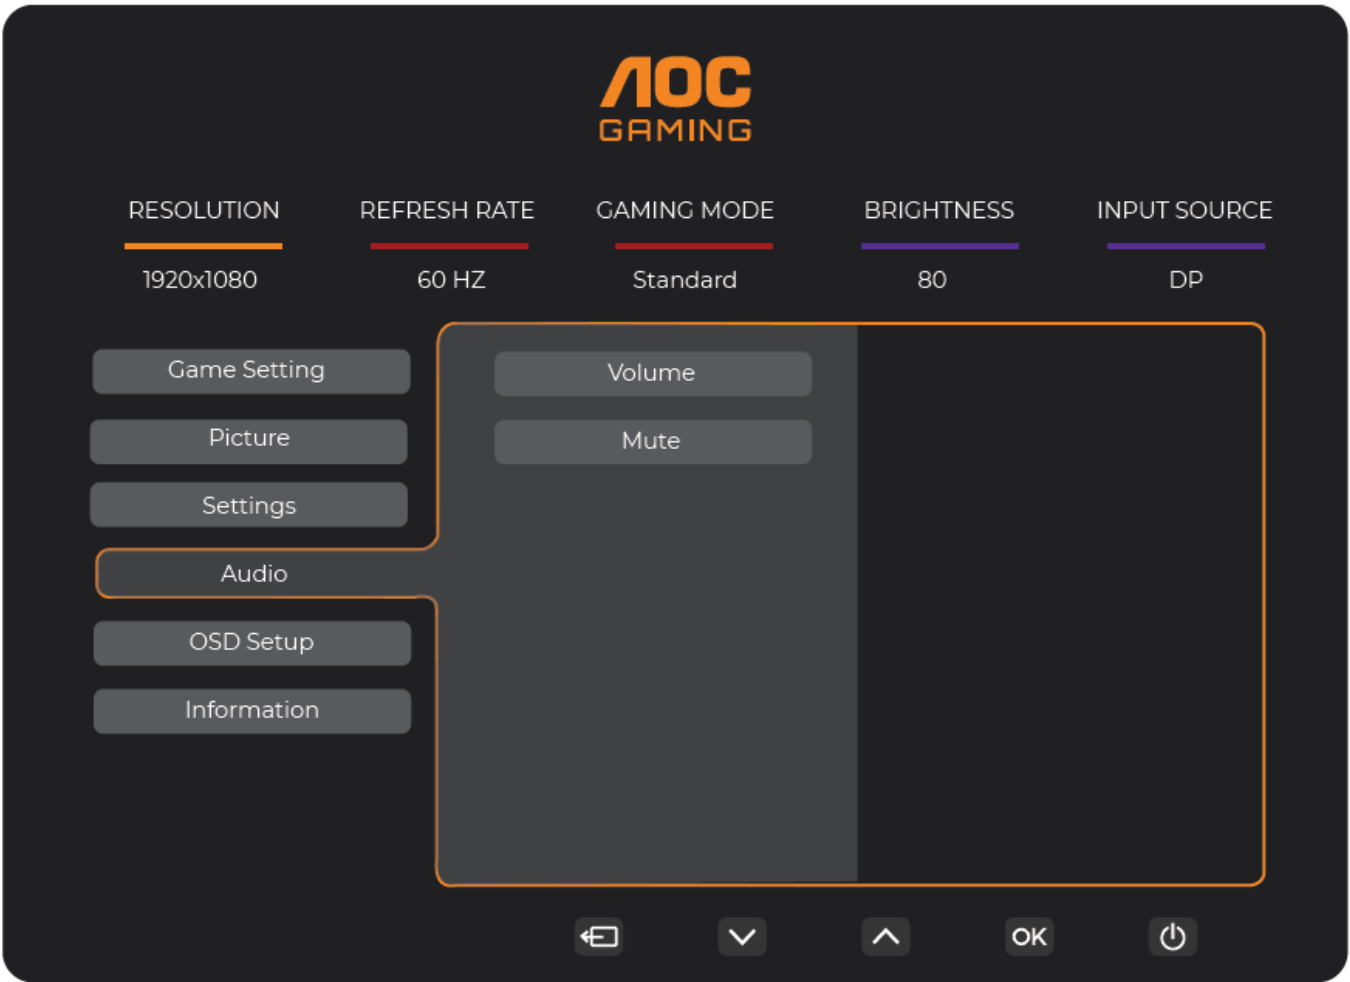 AOC
GAMING
RESOLUTION REFRESH RATE GAMING MODE BRIGHTNESS INPUT SOURCE
1920x1080 60 HZ Standard 80 DP
Game Setting
Picture
Settings
Audio
OSD Setup
Information
Volume
Mute
OK